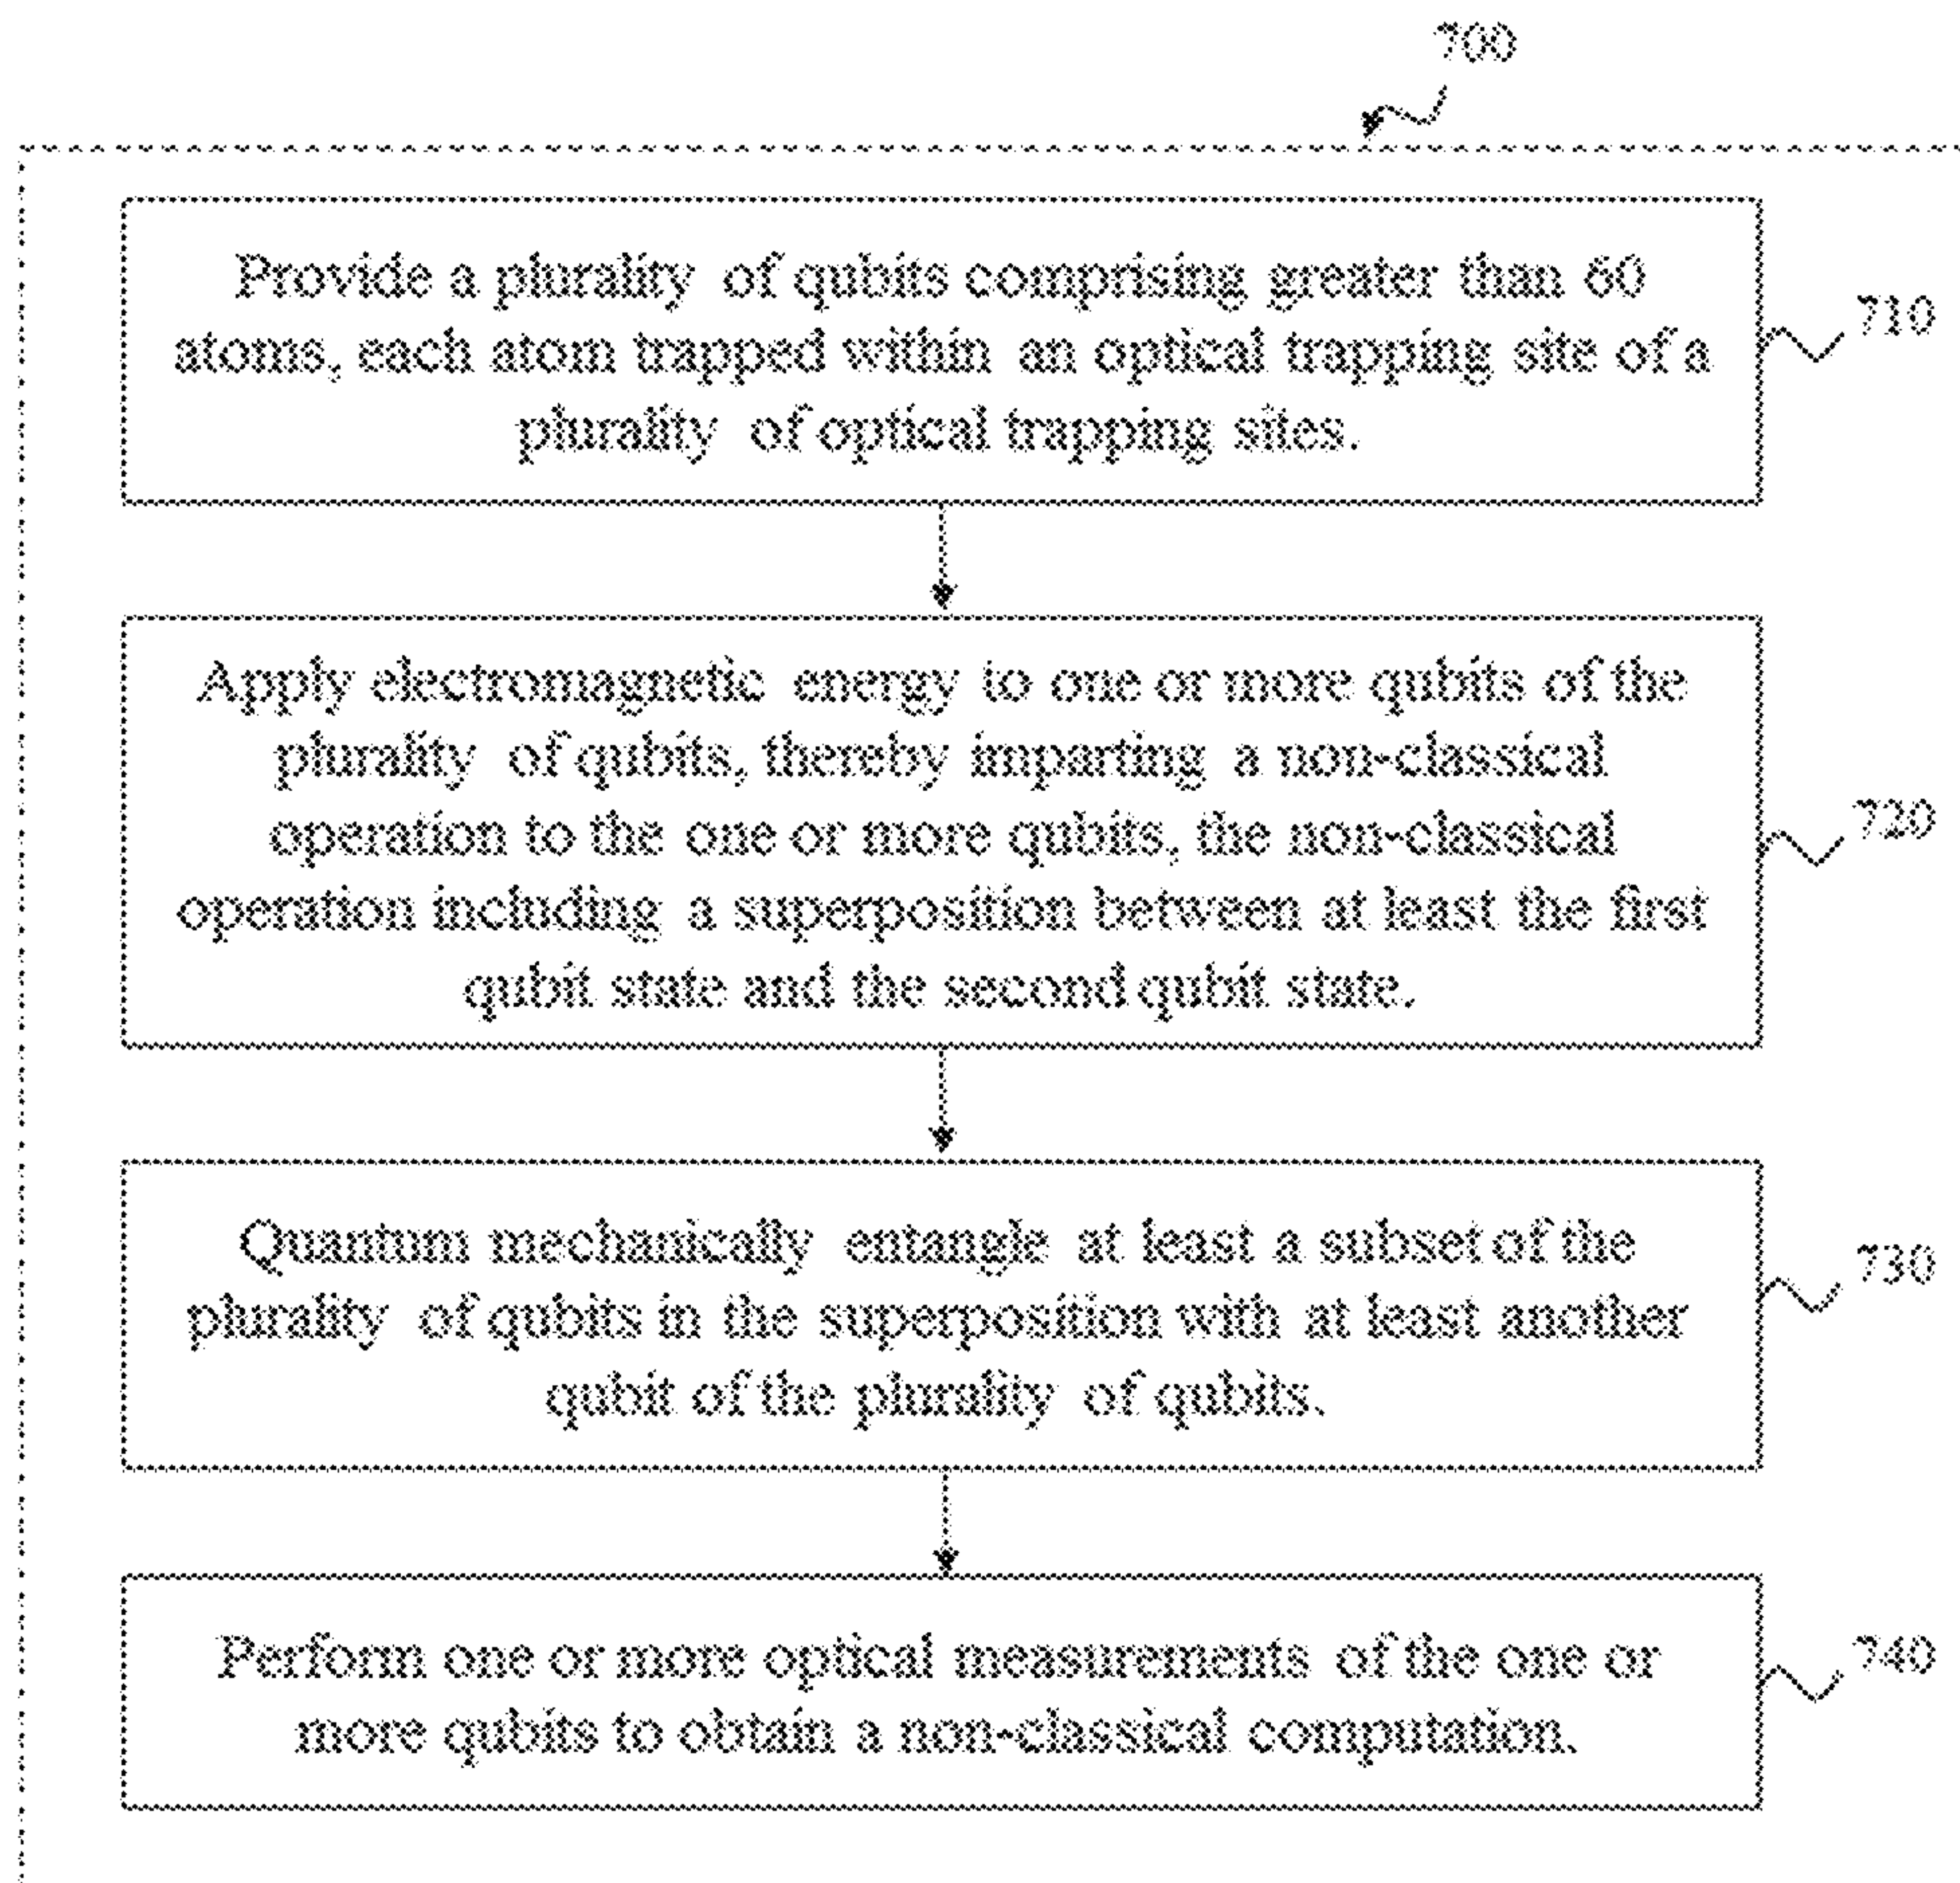 700
Provide a plurality of qubits comprising greater than 60
atoms, each atom trapped within an optical trapping site of a
plurality of optical trapping sites.
710
Apply electromagnetic energy to one or more qubits of the
plurality of qubits, thereby imparting a non-classical
operation to the one or more qubits, the non-classical
operation including a superposition between at least the first
qubit state and the second qubit state.
720
Quantum mechanically entangle at least a subset of the
plurality of qubits in the superposition with at least another
qubit of the plurality of qubits.
730
Perform one or more optical measurements of the one or
more qubits to obtain a non-classical computation.
740